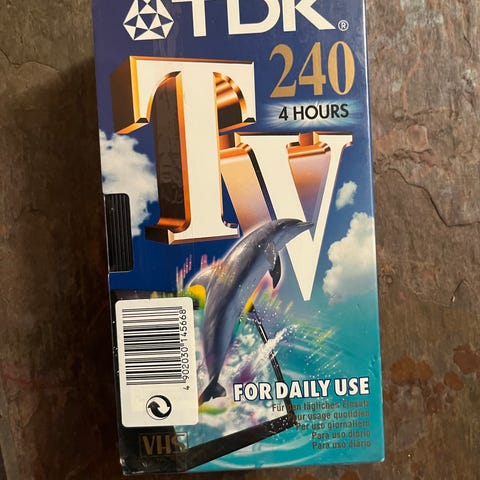 TDK®
240
4 HOURS
TV
4 902030 145668
FOR DAILY USE
Für den tägliches Einsatz
Pour usage quotidien
Per uso giornaliero
Para uso diario
Para uso diário
VHS